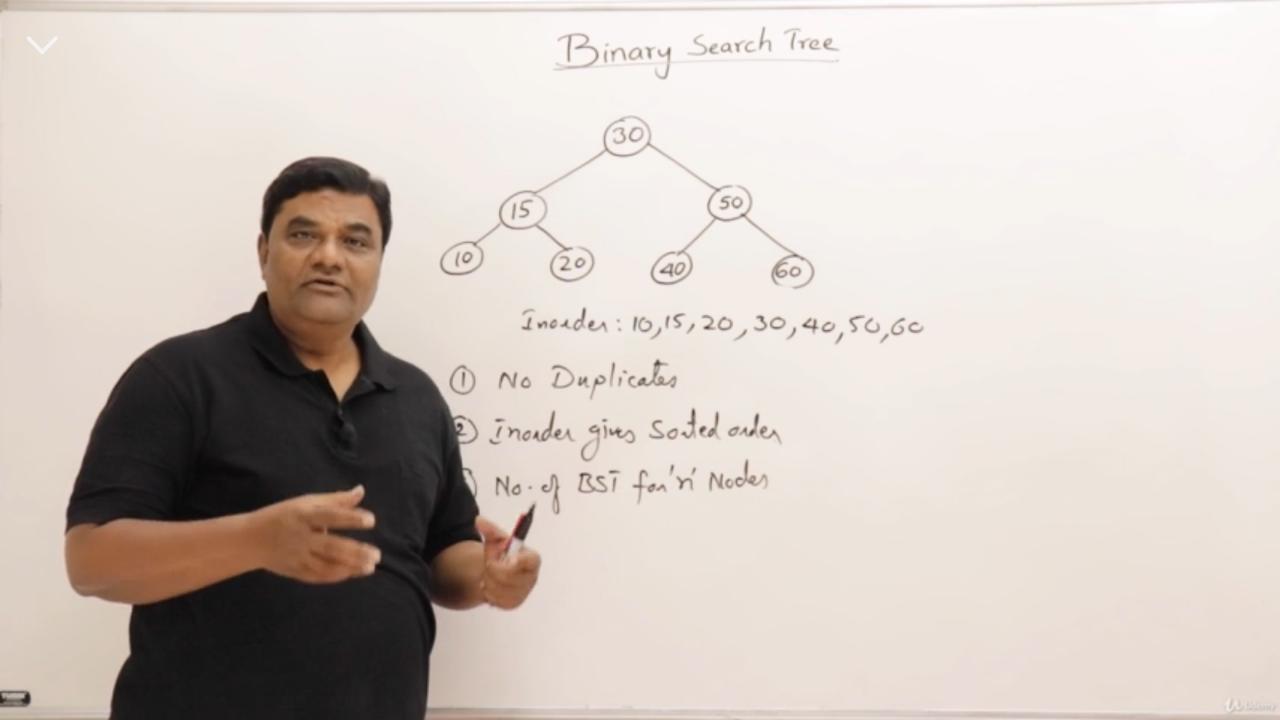 Binary Search Tree
30
15 50
10 20 40 60
Inorder: 10,15,20,30,40,50,60
① No Duplicates
② Inorder gives Sorted order
No. of BST for 'n' Nodes
Udemy